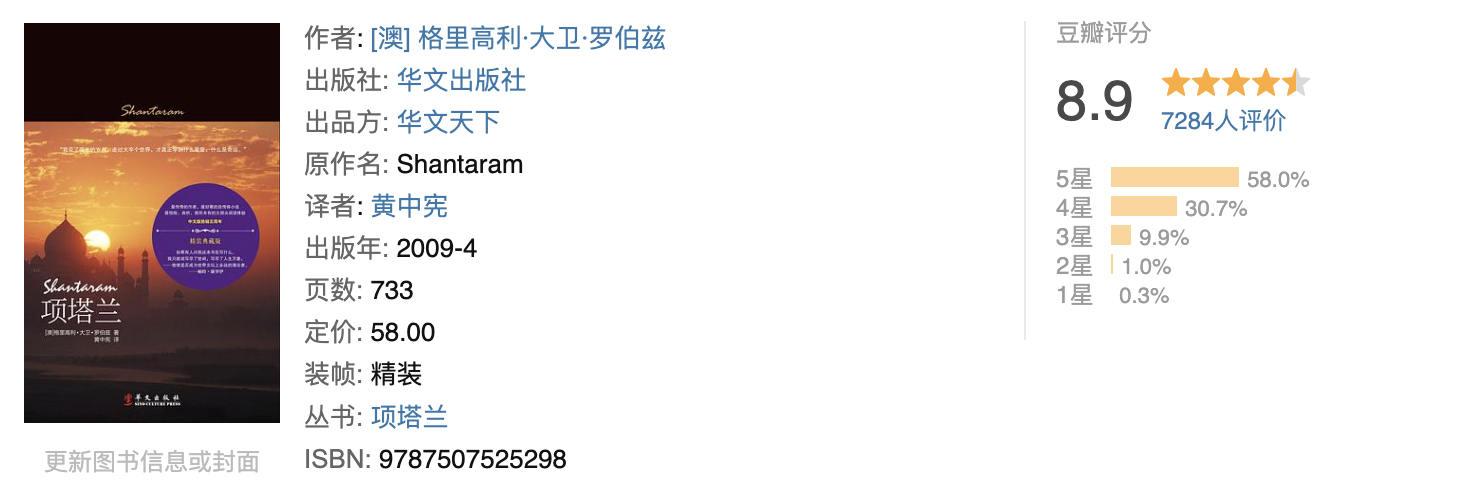 Shantaram
Shantaram
项塔兰
[澳]格里高利·大卫·罗伯兹 著
黄中宪 译
精装典藏版
华文出版社
SINO-CULTURE PRESS
更新图书信息或封面
作者: [澳] 格里高利·大卫·罗伯兹
出版社: 华文出版社
出品方: 华文天下
原作名: Shantaram
译者: 黄中宪
出版年: 2009-4
页数: 733
定价: 58.00
装帧: 精装
丛书: 项塔兰
ISBN: 9787507525298
豆瓣评分
8.9
7284人评价
5星 58.0%
4星 30.7%
3星 9.9%
2星 1.0%
1星 0.3%